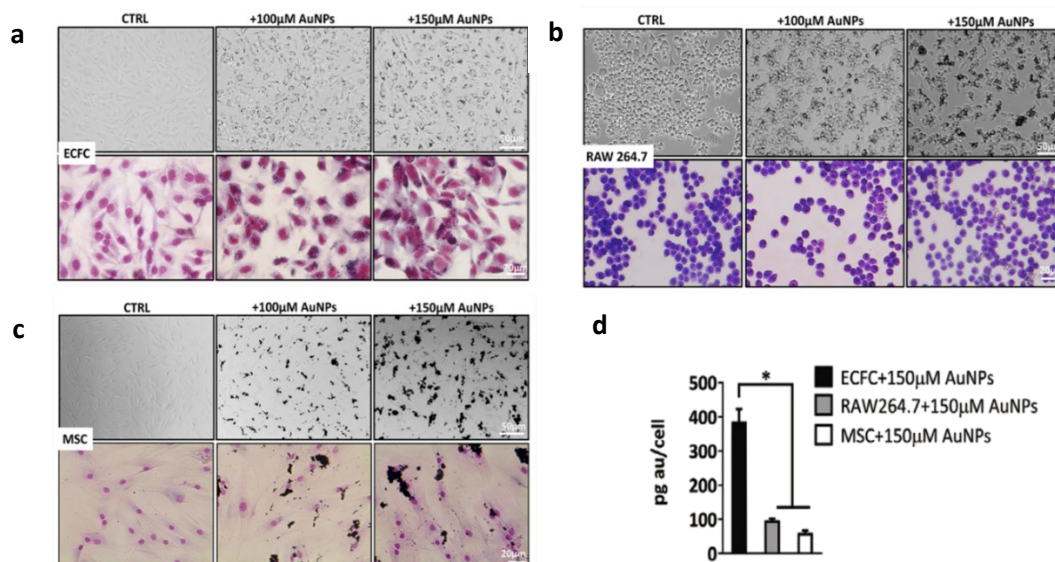 a
CTRL +100µM AuNPs +150µM AuNPs
ECFC
20µm
b
CTRL +100µM AuNPs +150µM AuNPs
RAW 264.7
50µm
c
CTRL +100µM AuNPs +150µM AuNPs
50µm
MSC
20µm
d
500
400
300
200
100
0
pg au/cell
*
ECFC+150µM AuNPs
RAW264.7+150µM AuNPs
MSC+150µM AuNPs